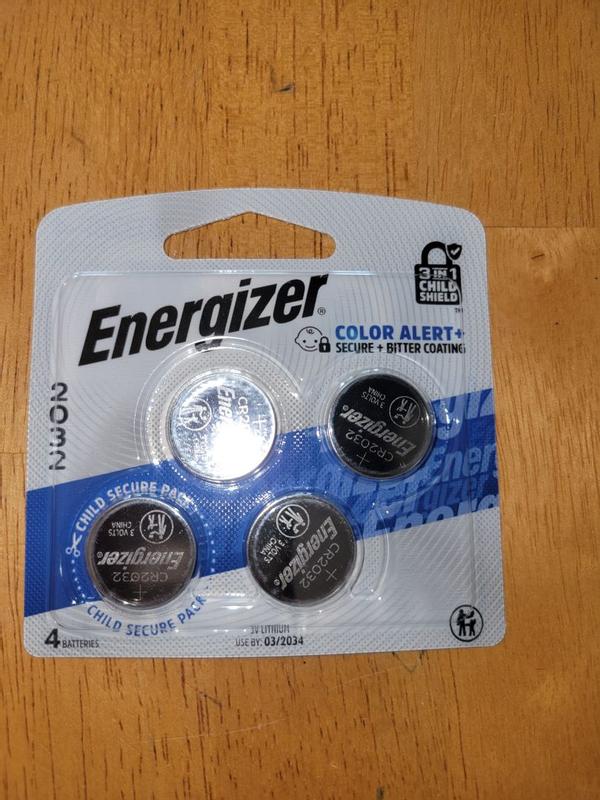 Energizer®
3-IN-1
CHILD
SHIELD
COLOR ALERT+
SECURE + BITTER COATING
2032
3 VOLTS
CHINA
Energizer
CR2032
+
CHILD SECURE PACK
3 VOLTS
CHINA
Energizer
CR2032
+
3 VOLTS
CHINA
Energizer
CR2032
+
CHILD SECURE PACK
4 BATTERIES
3V LITHIUM
USE BY: 03/2034